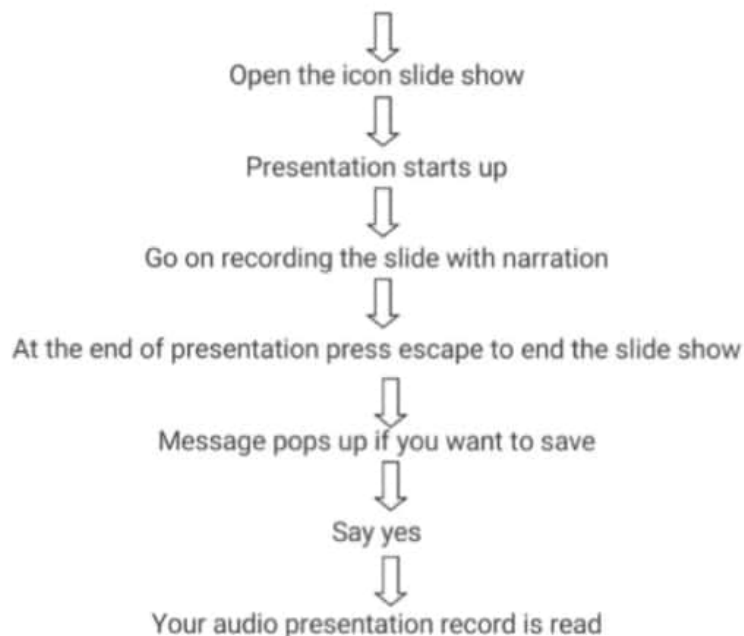 Open the icon slide show
Presentation starts up
Go on recording the slide with narration
At the end of presentation press escape to end the slide show
Message pops up if you want to save
Say yes
Your audio presentation record is read